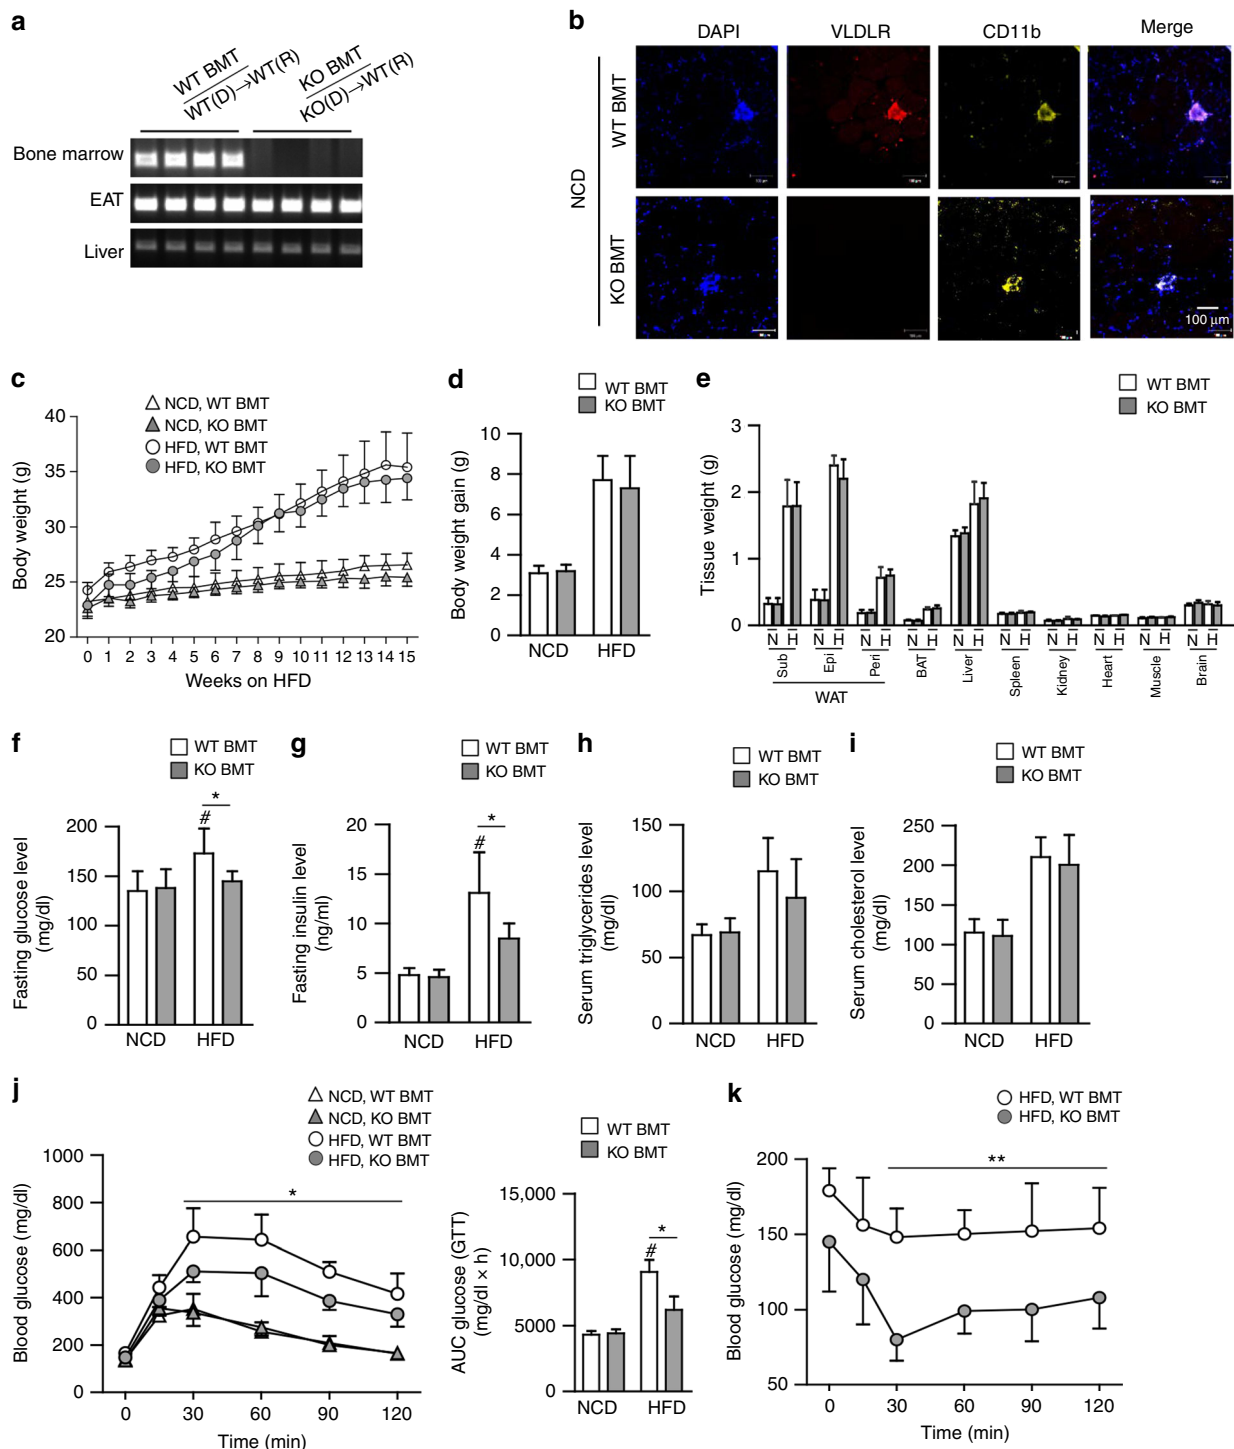 a
WT BMT
WT(D)→WT(R)
KO BMT
KO(D)→WT(R)
Bone marrow
EAT
Liver
b
DAPI VLDLR CD11b Merge
NCD
WT BMT
KO BMT
100 μm
c
NCD, WT BMT
NCD, KO BMT
HFD, WT BMT
HFD, KO BMT
Body weight (g)
40
35
30
25
20
0 1 2 3 4 5 6 7 8 9 10 11 12 13 14 15
Weeks on HFD
d
WT BMT
KO BMT
Body weight gain (g)
10
8
6
4
2
0
NCD HFD
e
WT BMT
KO BMT
Tissue weight (g)
3
2
1
0
N H N H N H N H N H N H N H N H N H N H
Sub Epi Peri BAT Liver Spleen Kidney Heart Muscle Brain
WAT
f
WT BMT
KO BMT
Fasting glucose level
(mg/dl)
200
150
100
50
0
*
#
NCD HFD
g
WT BMT
KO BMT
Fasting insulin level
(ng/ml)
20
15
10
5
0
*
#
NCD HFD
h
WT BMT
KO BMT
Serum triglycerides level
(mg/dl)
150
100
50
0
NCD HFD
i
WT BMT
KO BMT
Serum cholesterol level
(mg/dl)
250
200
150
100
50
0
NCD HFD
j
NCD, WT BMT
NCD, KO BMT
HFD, WT BMT
HFD, KO BMT
Blood glucose (mg/dl)
1000
800
600
400
200
0
*
0 30 60 90 120
Time (min)
WT BMT
KO BMT
AUC glucose (GTT)
(mg/dl × h)
15,000
10,000
5000
0
*
#
NCD HFD
k
HFD, WT BMT
HFD, KO BMT
Blood glucose (mg/dl)
200
150
100
50
**
0 30 60 90 120
Time (min)